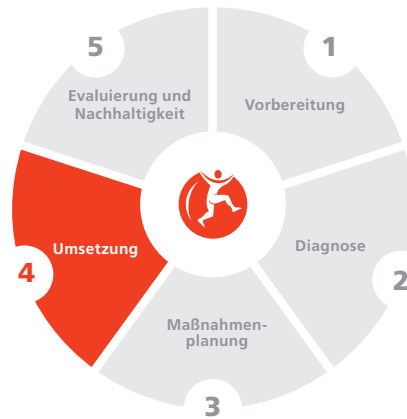 1
Vorbereitung
2
Diagnose
3
Maßnahmen-
planung
4
Umsetzung
5
Evaluierung und
Nachhaltigkeit